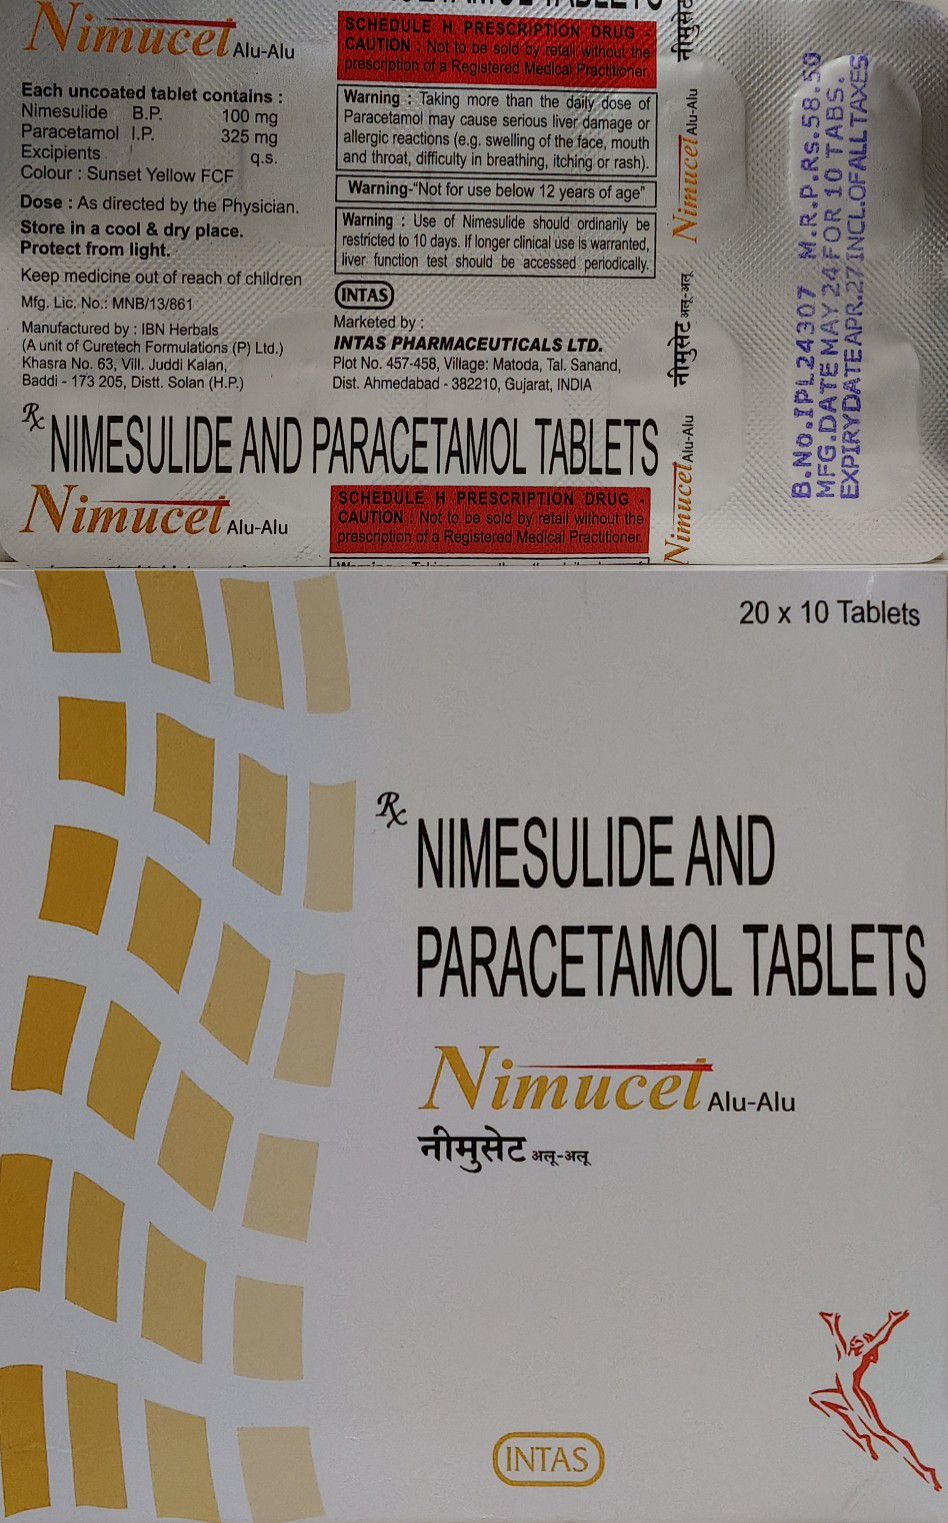 Nimucet Alu-Alu
Each uncoated tablet contains :
Nimesulide B.P. 100 mg
Paracetamol I.P. 325 mg
Excipients q.s.
Colour : Sunset Yellow FCF
Dose : As directed by the Physician.
Store in a cool & dry place.
Protect from light.
Keep medicine out of reach of children
Mfg. Lic. No.: MNB/13/861
Manufactured by : IBN Herbals
(A unit of Curetech Formulations (P) Ltd.)
Khasra No. 63, Vill. Juddi Kalan,
Baddi - 173 205, Distt. Solan (H.P.)
SCHEDULE H PRESCRIPTION DRUG -
CAUTION : Not to be sold by retail without the
prescription of a Registered Medical Practitioner.
Warning : Taking more than the daily dose of
Paracetamol may cause serious liver damage or
allergic reactions (e.g. swelling of the face, mouth
and throat, difficulty in breathing, itching or rash).
Warning-"Not for use below 12 years of age"
Warning : Use of Nimesulide should ordinarily be
restricted to 10 days. If longer clinical use is warranted,
liver function test should be accessed periodically.
INTAS
Marketed by :
INTAS PHARMACEUTICALS LTD.
Plot No. 457-458, Village: Matoda, Tal. Sanand,
Dist. Ahmedabad - 382210, Gujarat, INDIA
Rx NIMESULIDE AND PARACETAMOL TABLETS
Nimucet Alu-Alu
SCHEDULE H PRESCRIPTION DRUG -
CAUTION : Not to be sold by retail without the
prescription of a Registered Medical Practitioner.
नीमुसेट
Nimucet Alu-Alu
नीमुसेट अलू-अलू
Nimucet Alu-Alu
B.No.IPL24307 M.R.P.Rs.58.50
MFG.DATE MAY 24 FOR 10 TABS.
EXPIRY DATE APR.27 INCL.OF ALL TAXES
20 x 10 Tablets
Rx NIMESULIDE AND
PARACETAMOL TABLETS
Nimucet Alu-Alu
नीमुसेट अलू-अलू
INTAS